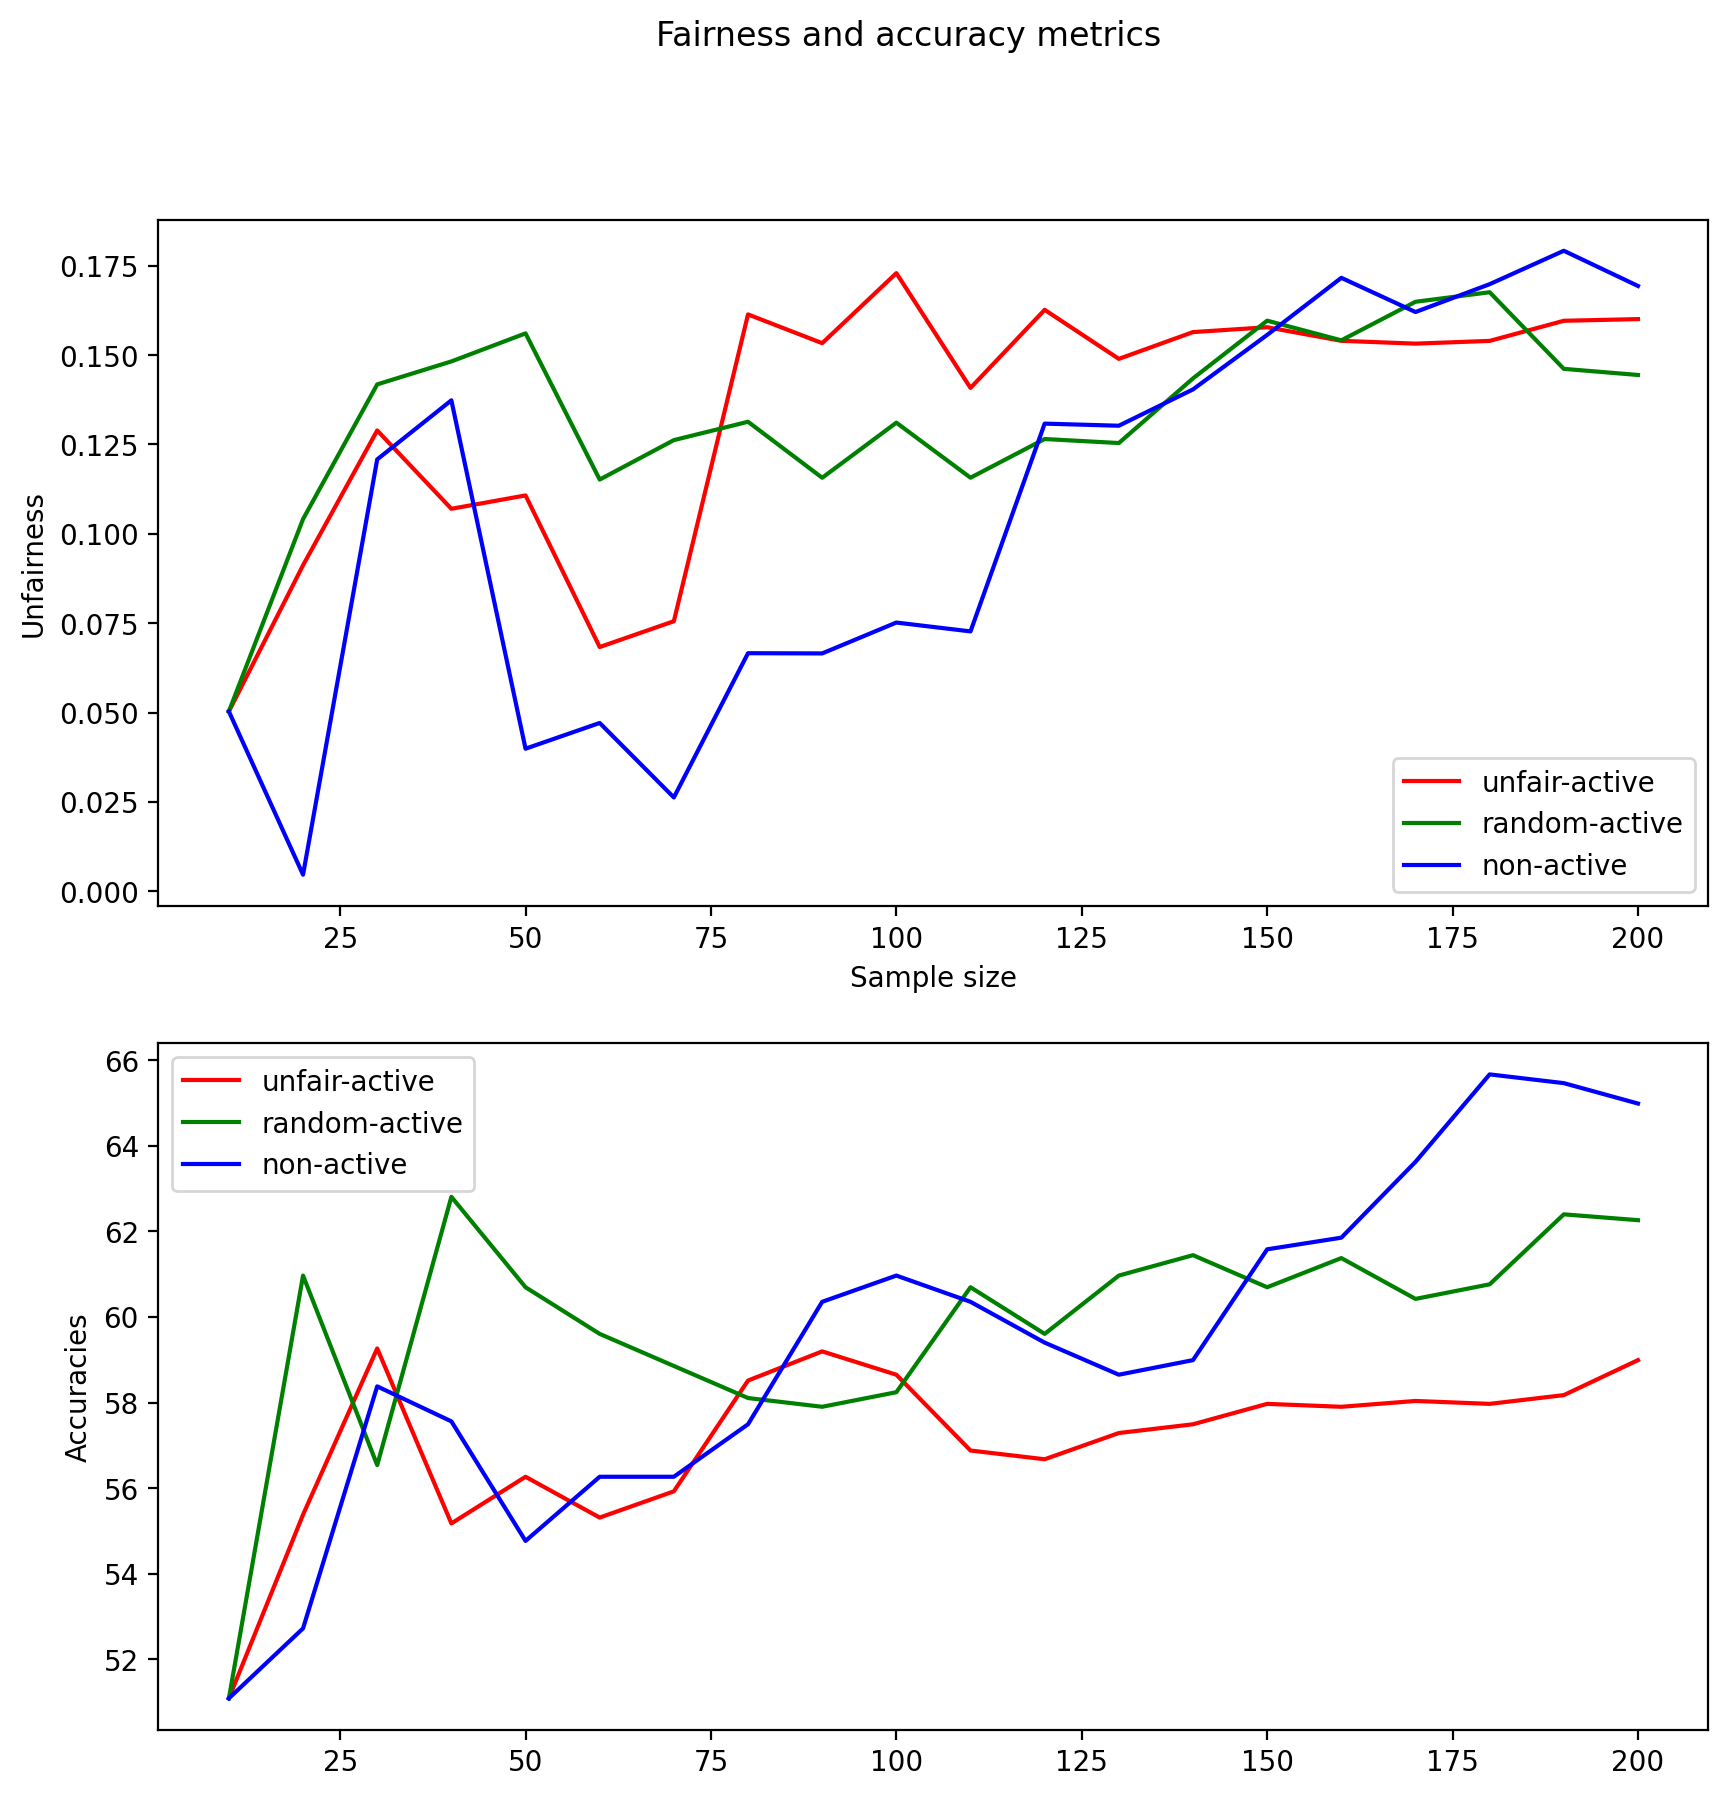 Fairness and accuracy metrics
Unfairness
0.175
0.150
0.125
0.100
0.075
0.050
0.025
0.000
unfair-active
random-active
non-active
25 50 75 100 125 150 175 200
Sample size
Accuracies
66
64
62
60
58
56
54
52
unfair-active
random-active
non-active
25 50 75 100 125 150 175 200